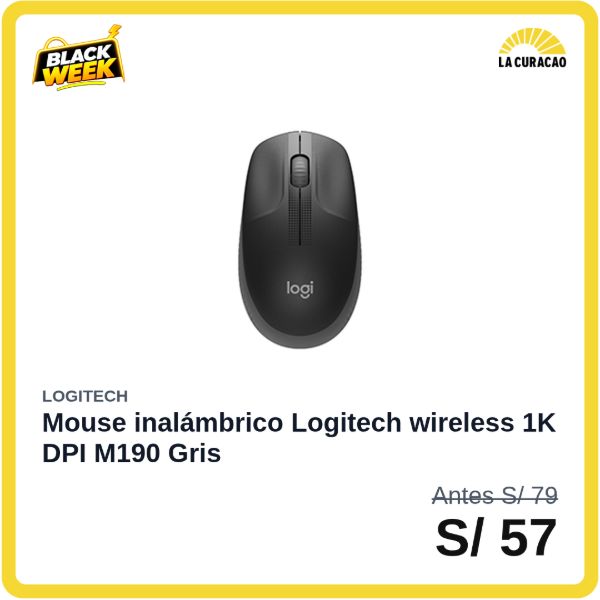 BLACK
WEEK
LA CURACAO
logi
LOGITECH
Mouse inalámbrico Logitech wireless 1K
DPI M190 Gris
Antes S/ 79
S/ 57